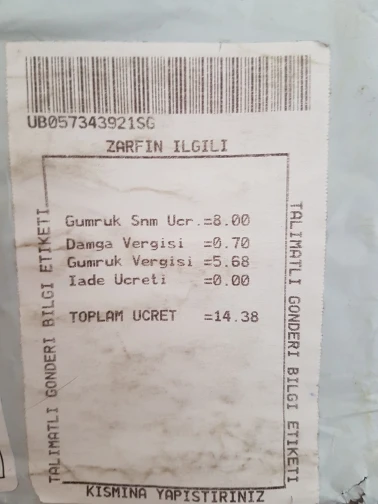 UB057343921SG
ZARFIN ILGILI
TALIMATLI GONDERI BILGI ETIKETI
Gumruk Snm Ucr.=8.00
Damga Vergisi =0.70
Gumruk Vergisi =5.68
Iade Ucreti =0.00
TOPLAM UCRET =14.38
TALIMATLI GONDERI BILGI ETIKETI
KISMINA YAPISTIRINIZ